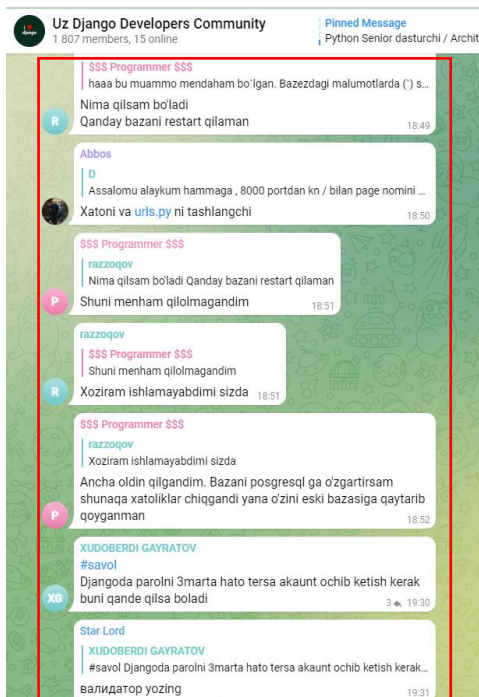 Uz Django Developers Community
1 807 members, 15 online
Pinned Message
Python Senior dasturchi / Archit
$$$ Programmer $$$
haaa bu muammo mendaham bo`lgan. Bazezdagi malumotlarda (`) s...
Nima qilsam bo'ladi
Qanday bazani restart qilaman
18:49
R
Abbos
D
Assalomu alaykum hammaga , 8000 portdan kn / bilan page nomini ...
Xatoni va urls.py ni tashlangchi
18:50
$$$ Programmer $$$
razzoqov
Nima qilsam bo'ladi Qanday bazani restart qilaman
Shuni menham qilolmagandim
18:51
P
razzoqov
$$$ Programmer $$$
Shuni menham qilolmagandim
Xoziram ishlamayabdimi sizda
18:51
R
$$$ Programmer $$$
razzoqov
Xoziram ishlamayabdimi sizda
Ancha oldin qilgandim. Bazani posgresql ga o'zgartirsam
shunaqa xatoliklar chiqgandi yana o'zini eski bazasiga qaytarib
qoyganman
18:52
P
XUDOBERDI GAYRATOV
#savol
Djangoda parolni 3marta hato tersa akaunt ochib ketish kerak
buni qande qilsa boladi
3
19:30
XG
Star Lord
XUDOBERDI GAYRATOV
#savol Djangoda parolni 3marta hato tersa akaunt ochib ketish kerak...
валидатор yozing
19:31